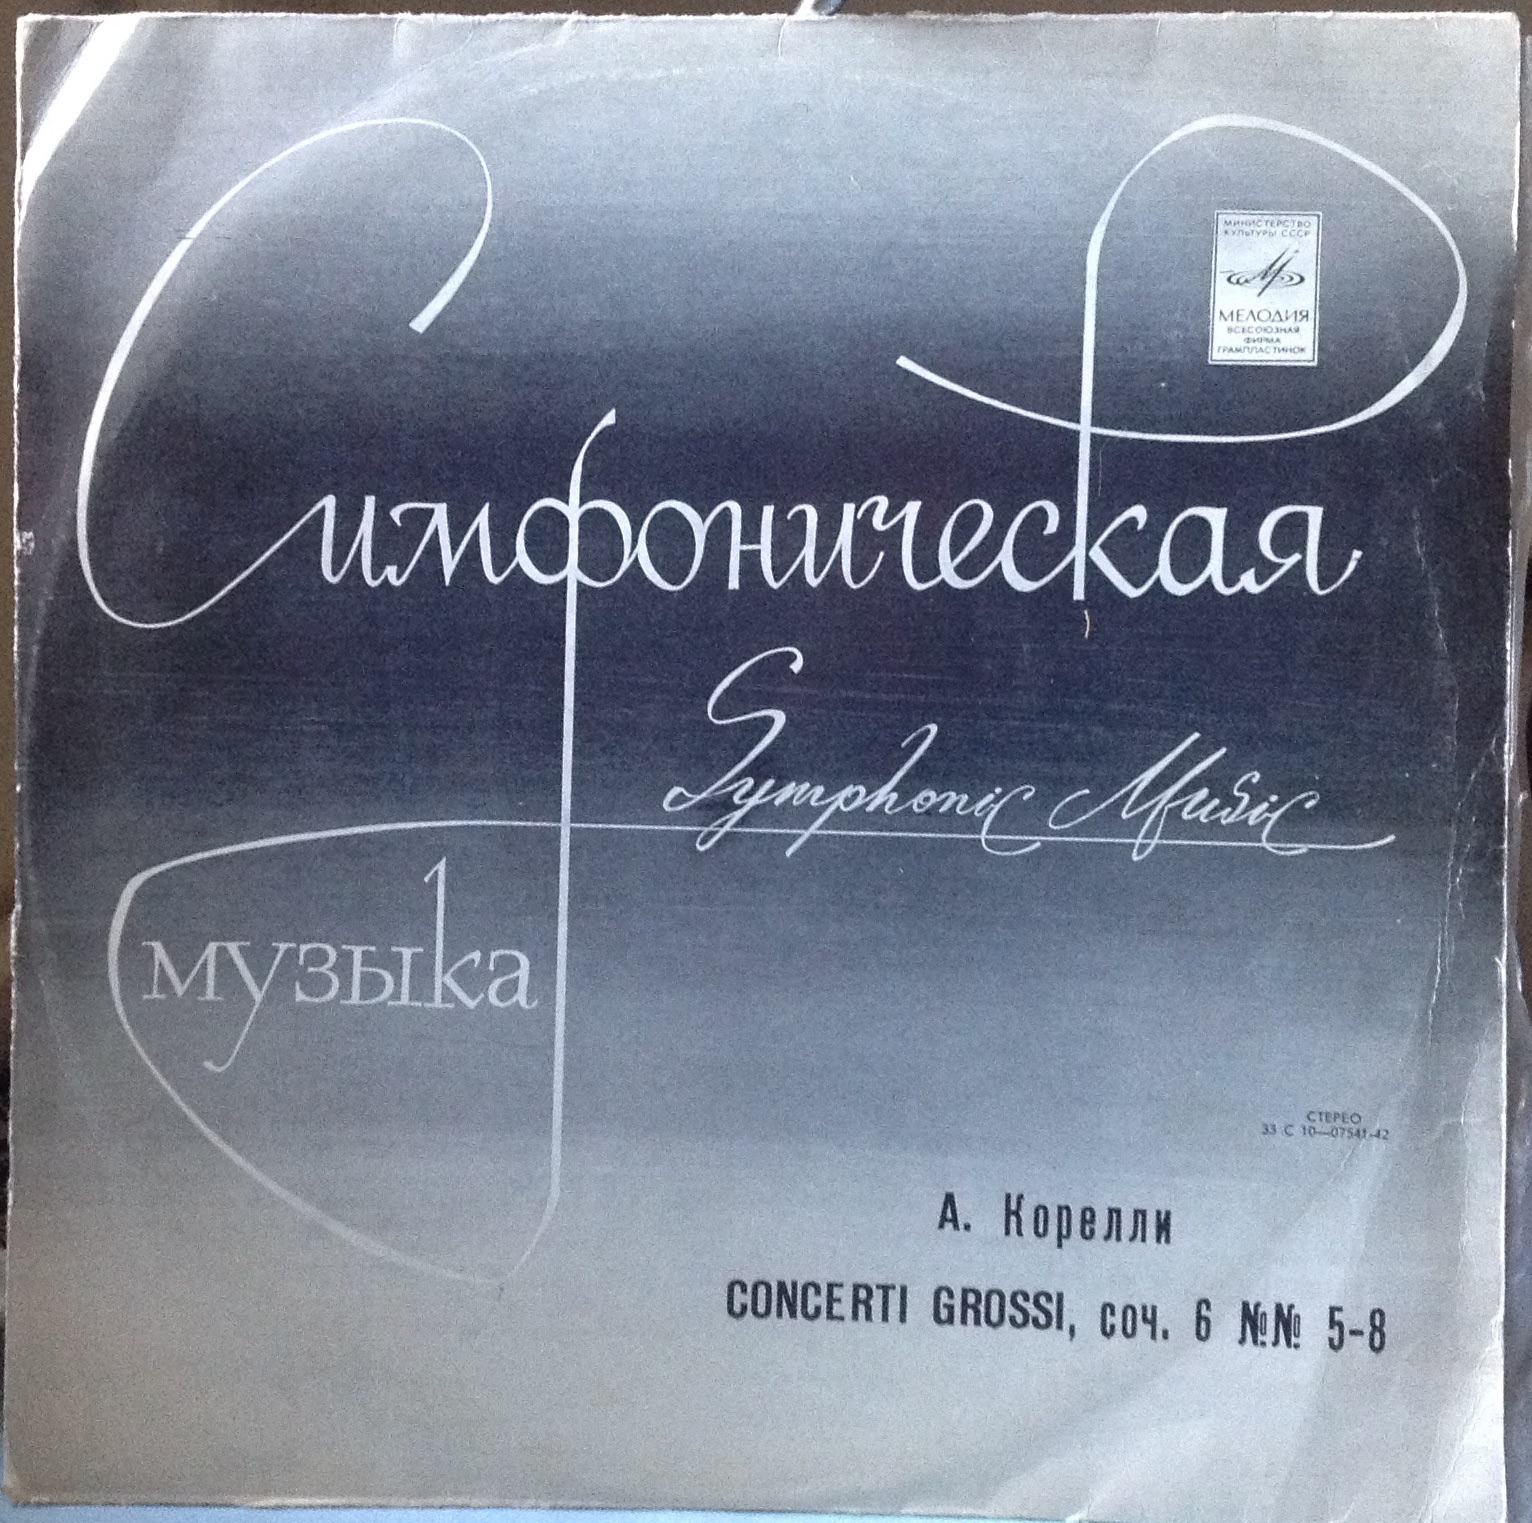 МИНИСТЕРСТВО
КУЛЬТУРЫ СССР
МЕЛОДИЯ
ВСЕСОЮЗНАЯ
ФИРМА
ГРАМПЛАСТИНОК
Симфоническая
Symphonic Music
музыка
СТЕРЕО
33 С 10—07541-42
А. Корелли
CONCERTI GROSSI, соч. 6 №№ 5-8